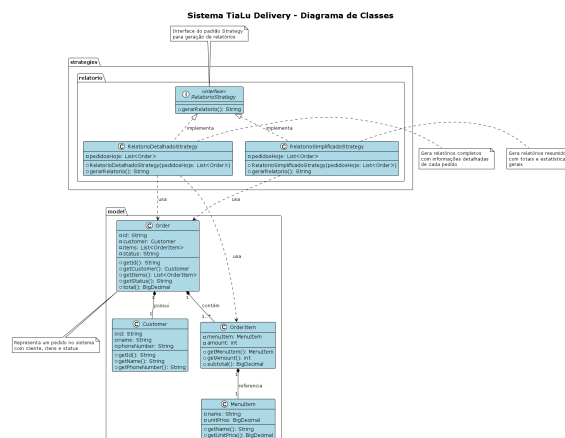 Sistema TiaLu Delivery - Diagrama de Classes
Interface do padrão Strategy
para geração de relatórios
strategies
relatorio
«interface»
I RelatorioStrategy
gerarRelatorio(): String
implementa
implementa
C RelatorioDetalhadoStrategy
pedidosHoje: List<Order>
RelatorioDetalhadoStrategy(pedidosHoje: List<Order>)
gerarRelatorio(): String
C RelatorioSimplificadoStrategy
pedidosHoje: List<Order>
RelatorioSimplificadoStrategy(pedidosHoje: List<Order>)
gerarRelatorio(): String
Gera relatórios completos
com informações detalhadas
de cada pedido
Gera relatórios resumido
com totais e estatística
gerais
usa
usa
usa
model
C Order
id: String
customer: Customer
items: List<OrderItem>
status: String
getId(): String
getCustomer(): Customer
getItems(): List<OrderItem>
getStatus(): String
total(): BigDecimal
1
possui
1
1
contém
1..*
Representa um pedido no sistema
com cliente, itens e status
C Customer
id: String
name: String
phoneNumber: String
getId(): String
getName(): String
getPhoneNumber(): String
C OrderItem
menuItem: MenuItem
amount: int
getMenuItem(): MenuItem
getAmount(): int
subtotal(): BigDecimal
1
referencia
1
C MenuItem
name: String
unitPrice: BigDecimal
getName(): String
getUnitPrice(): BigDecimal